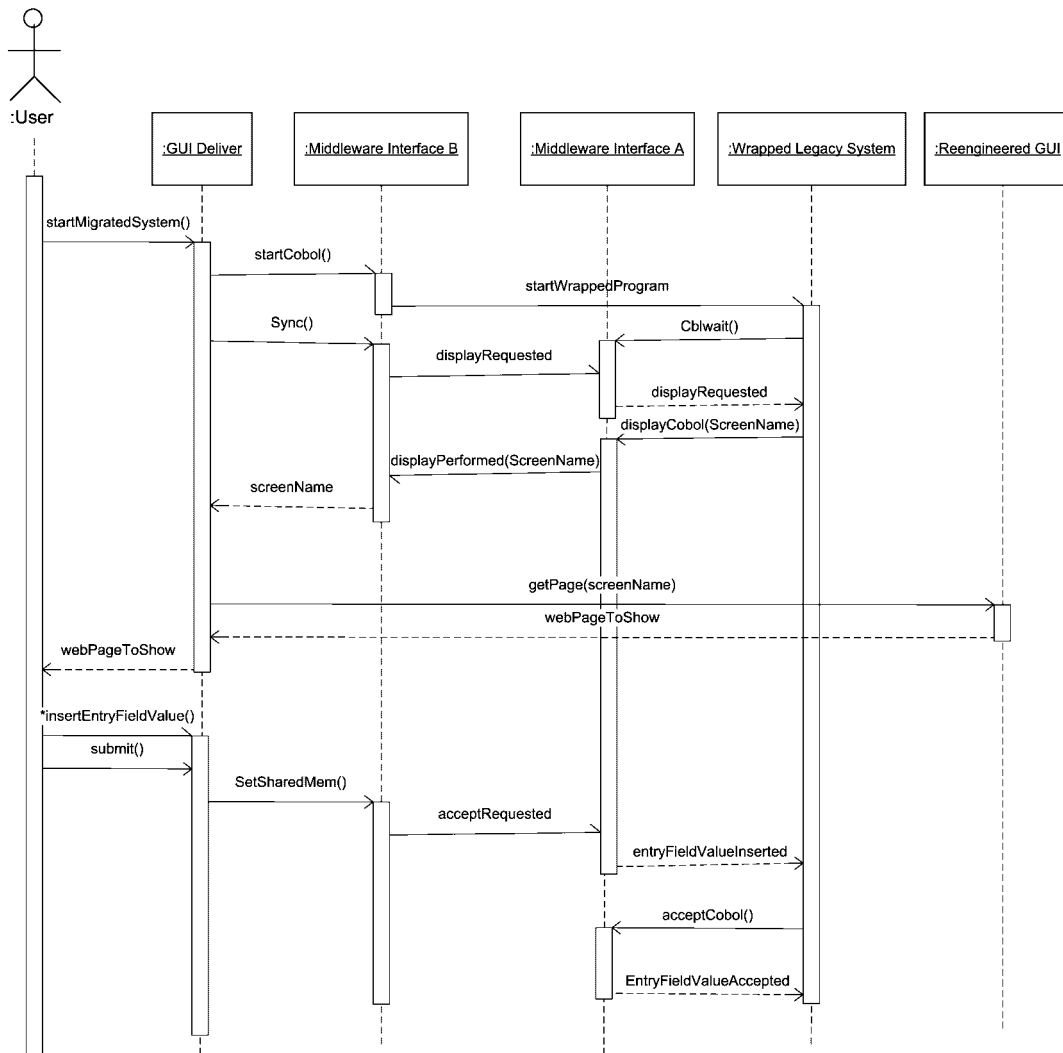 :User
:GUI Deliver
:Middleware Interface B
:Middleware Interface A
:Wrapped Legacy System
:Reengineered GUI
startMigratedSystem()
startCobol()
startWrappedProgram
Sync()
Cblwait()
displayRequested
displayRequested
displayCobol(ScreenName)
displayPerformed(ScreenName)
screenName
getPage(screenName)
webPageToShow
webPageToShow
*insertEntryFieldValue()
submit()
SetSharedMem()
acceptRequested
entryFieldValueInserted
acceptCobol()
EntryFieldValueAccepted